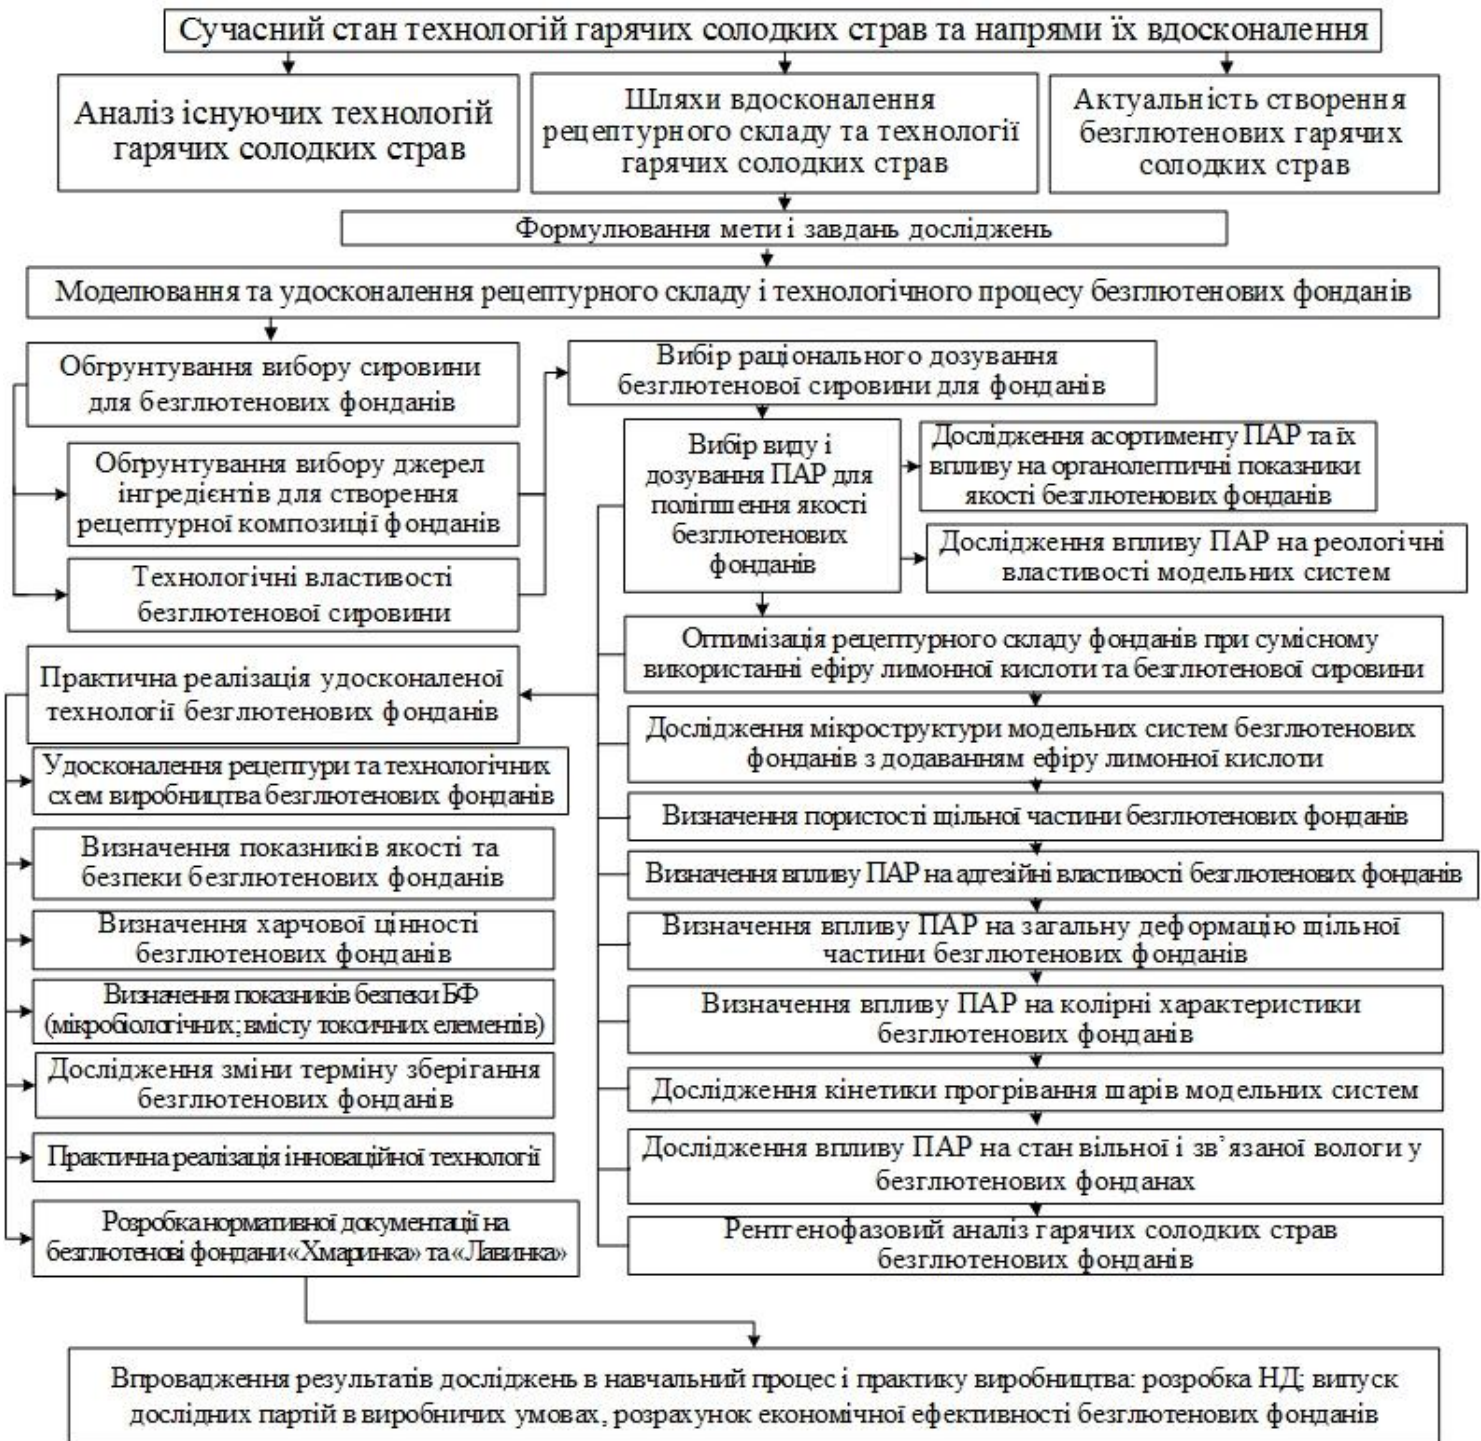 Сучасний стан технологій гарячих солодких страв та напрями їх вдосконалення
Аналіз існуючих технологій
гарячих солодких страв
Шляхи вдосконалення
рецептурного складу та технології
гарячих солодких страв
Актуальність створення
безглютенових гарячих
солодких страв
Формулювання мети і завдань досліджень
Моделювання та удосконалення рецептурного складу і технологічного процесу безглютенових фонданів
Обгрунтування вибору сировини
для безглютенових фонданів
Обгрунтування вибору джерел
інгредієнтів для створення
рецептурної композиції фонданів
Технологічні властивості
безглютенової сировини
Вибір раціонального дозування
безглютенової сировини для фонданів
Вибір виду і
дозування ПАР для
поліпшення якості
безглютенових
фонданів
Дослідження асортименту ПАР та їх
впливу на органолептичні показники
якості безглютенових фонданів
Дослідження впливу ПАР на реологічні
властивості модельних систем
Оптимізація рецептурного складу фонданів при сумісному
використанні ефіру лимонної кислоти та безглютенової сировини
Дослідження мікроструктури модельних систем безглютенових
фонданів з додаванням ефіру лимонної кислоти
Визначення пористості щільної частини безглютенових фонданів
Визначення впливу ПАР на адгезійні властивості безглютенових фонданів
Визначення впливу ПАР на загальну деформацію щільної
частини безглютенових фонданів
Визначення впливу ПАР на колірні характеристики
безглютенових фонданів
Дослідження кінетики прогрівання шарів модельних систем
Дослідження впливу ПАР на стан вільної і зв’язаної вологи у
безглютенових фонданах
Рентгенофазовий аналіз гарячих солодких страв
безглютенових фонданів
Практична реалізація удосконаленої
технології безглютенових фонданів
Удосконалення рецептури та технологічних
схем виробництва безглютенових фонданів
Визначення показників якості та
безпеки безглютенових фонданів
Визначення харчової цінності
безглютенових фонданів
Визначення показників безпеки БФ
(мікробіологічних; вмісту токсичних елементів)
Дослідження зміни терміну зберігання
безглютенових фонданів
Практична реалізація інноваційної технології
Розробка нормативної документації на
безглютенові фондани «Хмаринка» та «Лавинка»
Впровадження результатів досліджень в навчальний процес і практику виробництва: розробка НД; випуск
дослідних партій в виробничих умовах, розрахунок економічної ефективності безглютенових фонданів